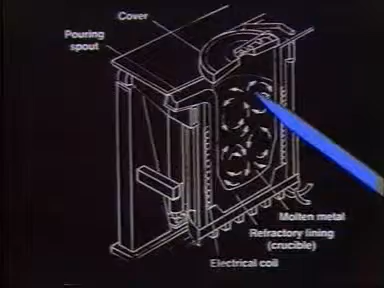 Cover
Pouring
spout
Molten metal
Refractory lining
(crucible)
Electrical coil